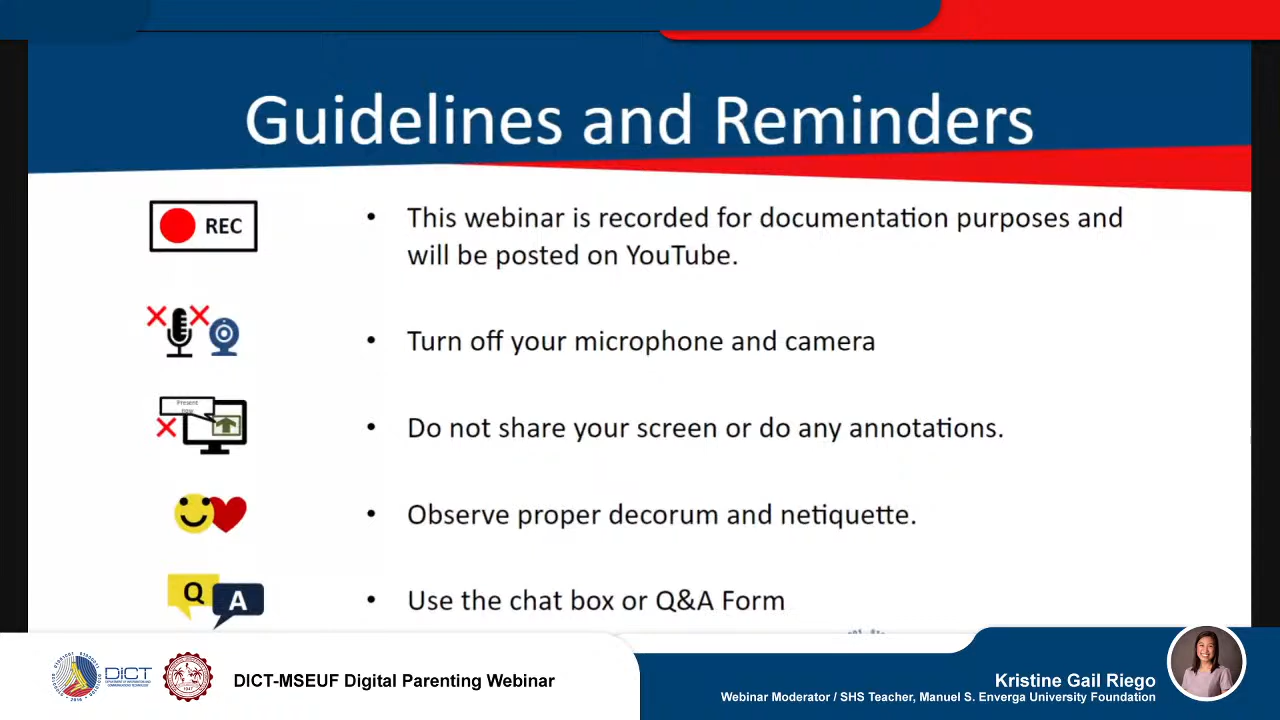 Guidelines and Reminders
REC
• This webinar is recorded for documentation purposes and
will be posted on YouTube.
• Turn off your microphone and camera
Present
now
• Do not share your screen or do any annotations.
• Observe proper decorum and netiquette.
Q A
• Use the chat box or Q&A Form
DICT
DICT-MSEUF Digital Parenting Webinar
Kristine Gail Riego
Webinar Moderator / SHS Teacher, Manuel S. Enverga University Foundation